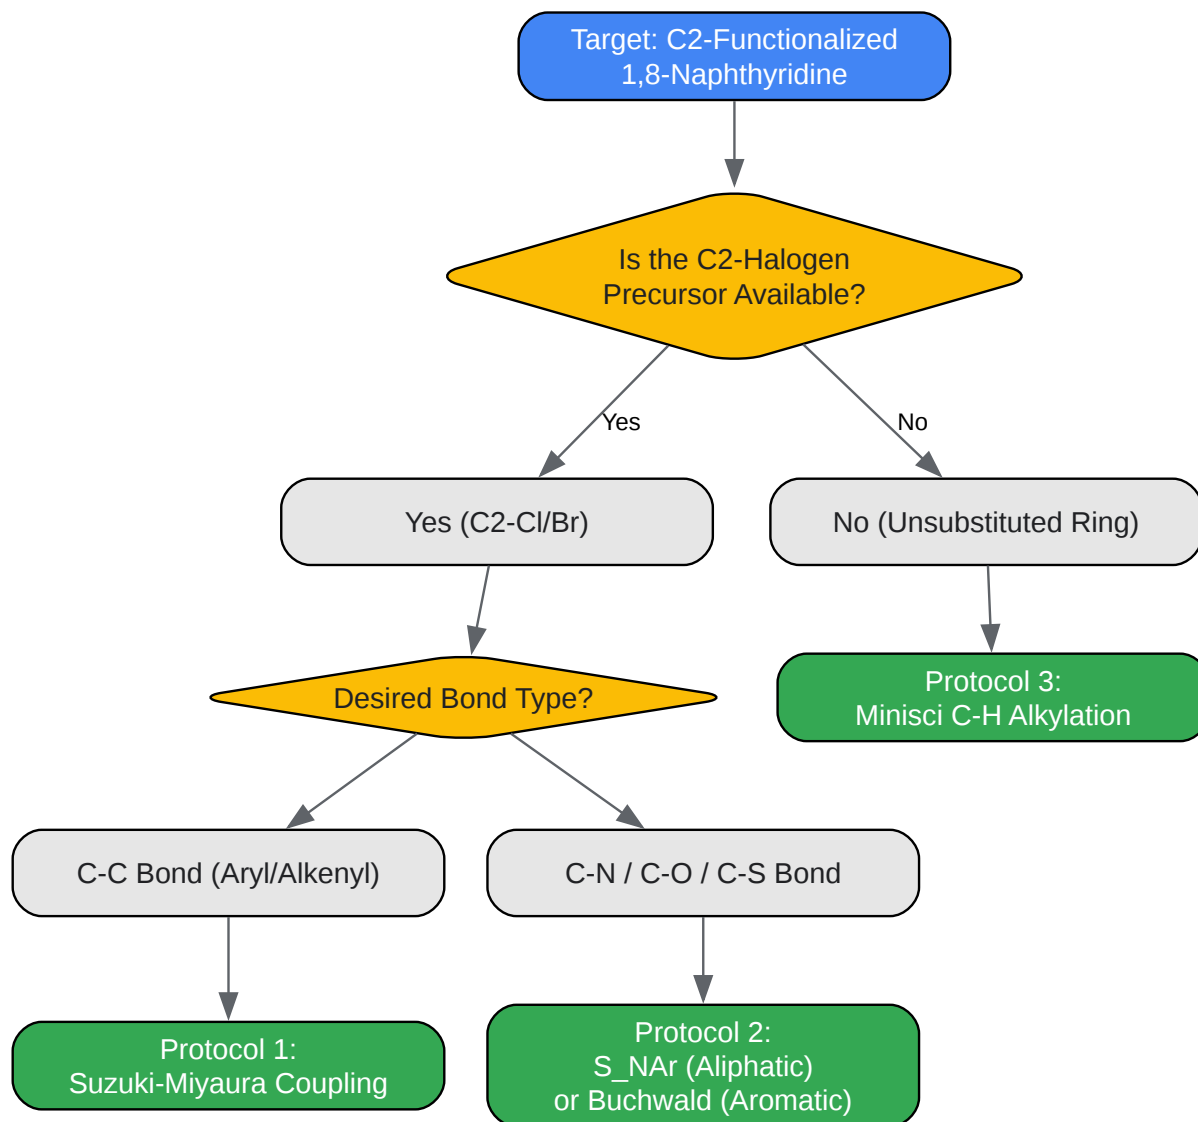 Target: C2-Functionalized
1,8-Naphthyridine
Is the C2-Halogen
Precursor Available?
Yes
No
Yes (C2-Cl/Br)
No (Unsubstituted Ring)
Desired Bond Type?
Protocol 3:
Minisci C-H Alkylation
C-C Bond (Aryl/Alkenyl)
C-N / C-O / C-S Bond
Protocol 1:
Suzuki-Miyaura Coupling
Protocol 2:
S_NAr (Aliphatic)
or Buchwald (Aromatic)